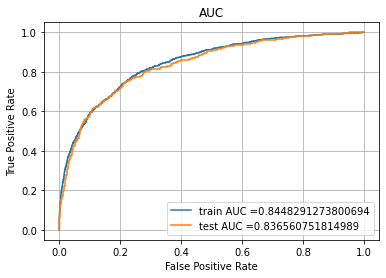 AUC
1.0
0.8
0.6
0.4
0.2
0.0
True Positive Rate
train AUC =0.8448291273800694
test AUC =0.836560751814989
0.0 0.2 0.4 0.6 0.8 1.0
False Positive Rate